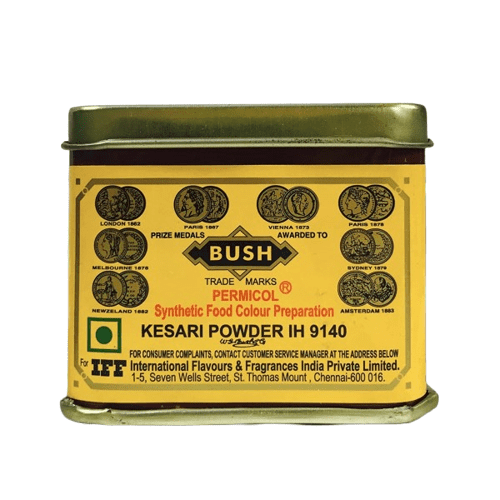 LONDON 1862
PARIS 1867
VIENNA 1873
PARIS 1878
PRIZE MEDALS
AWARDED TO
BUSH
MELBOURNE 1878
SYDNEY 1879
TRADE MARKS
PERMICOL®
NEWZELAND 1882
AMSTERDAM 1883
Synthetic Food Colour Preparation
KESARI POWDER IH 9140
FOR CONSUMER COMPLAINTS, CONTACT CUSTOMER SERVICE MANAGER AT THE ADDRESS BELOW
For IFF International Flavours & Fragrances India Private Limited.
1-5, Seven Wells Street, St. Thomas Mount, Chennai-600 016.